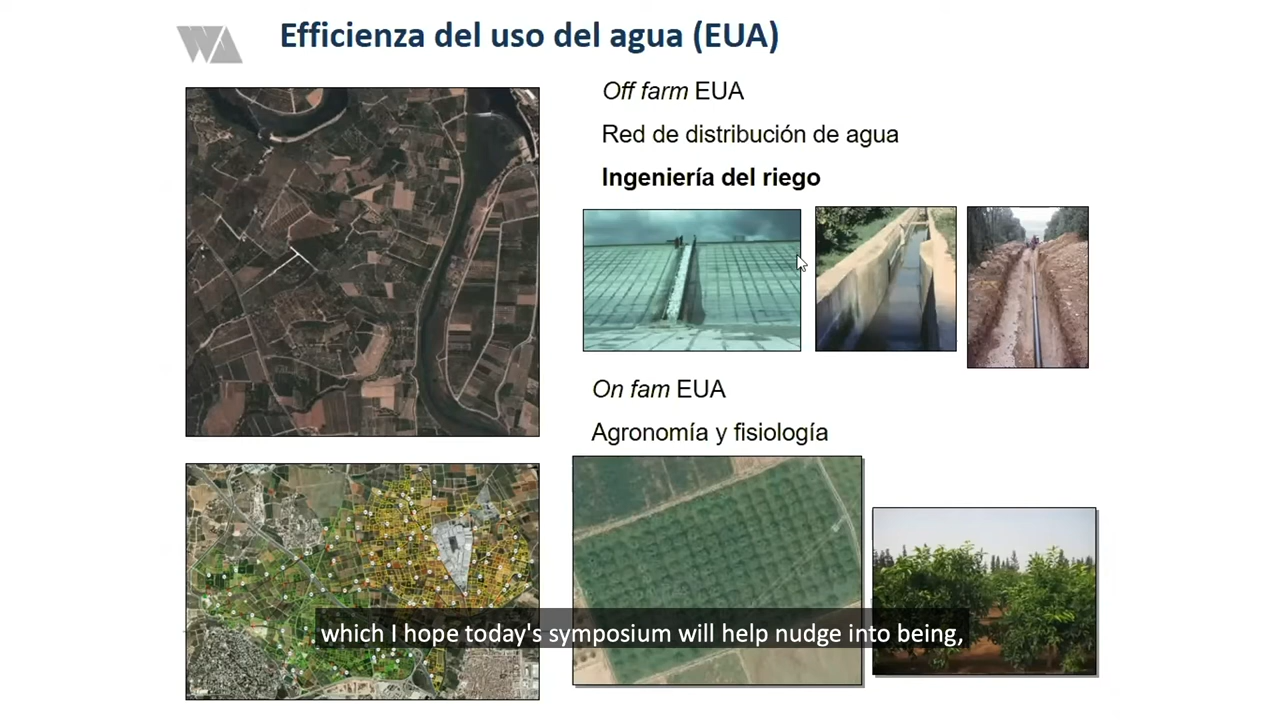 WA
Efficienza del uso del agua (EUA)
Off farm EUA
Red de distribución de agua
Ingeniería del riego
On fam EUA
Agronomía y fisiología
which I hope today's symposium will help nudge into being,